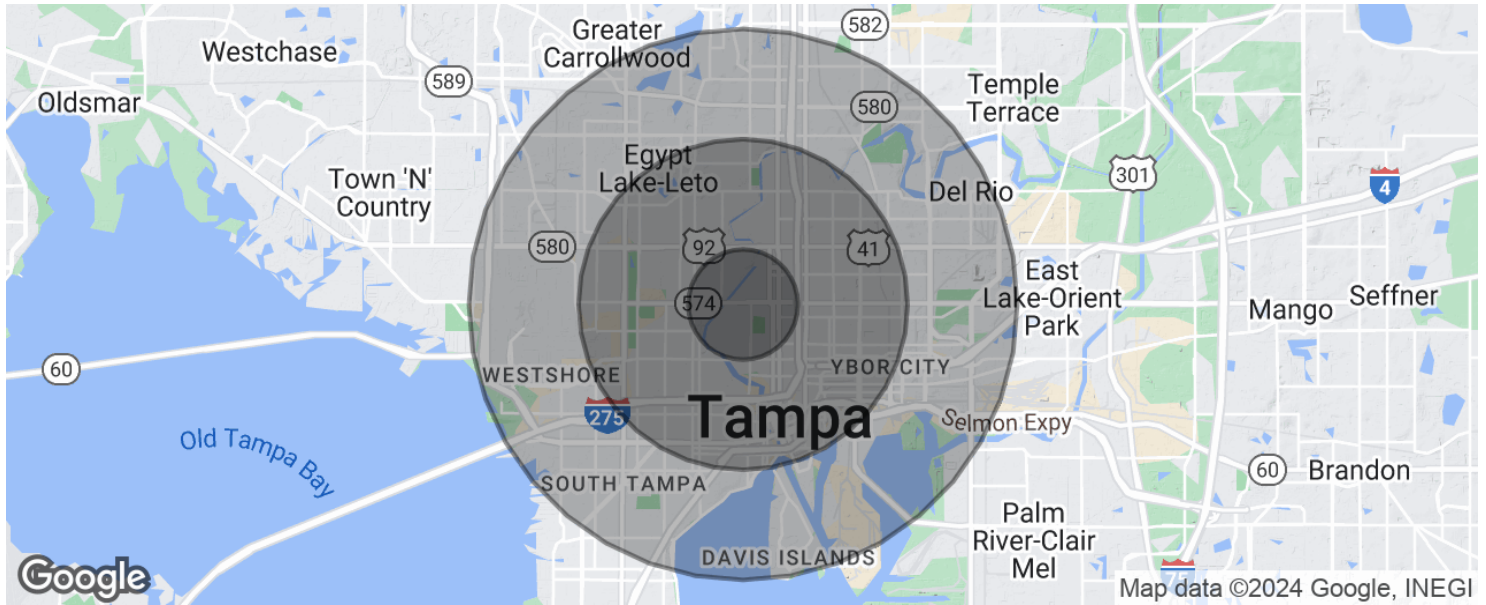 Greater
Carrollwood
582
Westchase
589
Oldsmar
Temple
Terrace
580
Egypt
Lake-Leto
Town 'N'
Country
301
4
Del Rio
580
92
41
East
Lake-Orient
Park
574
Mango
Seffner
60
WESTSHORE
YBOR CITY
275
Tampa
Selmon Expy
Old Tampa Bay
60
Brandon
SOUTH TAMPA
Palm
River-Clair
Mel
DAVIS ISLANDS
75
Google
Map data ©2024 Google, INEGI